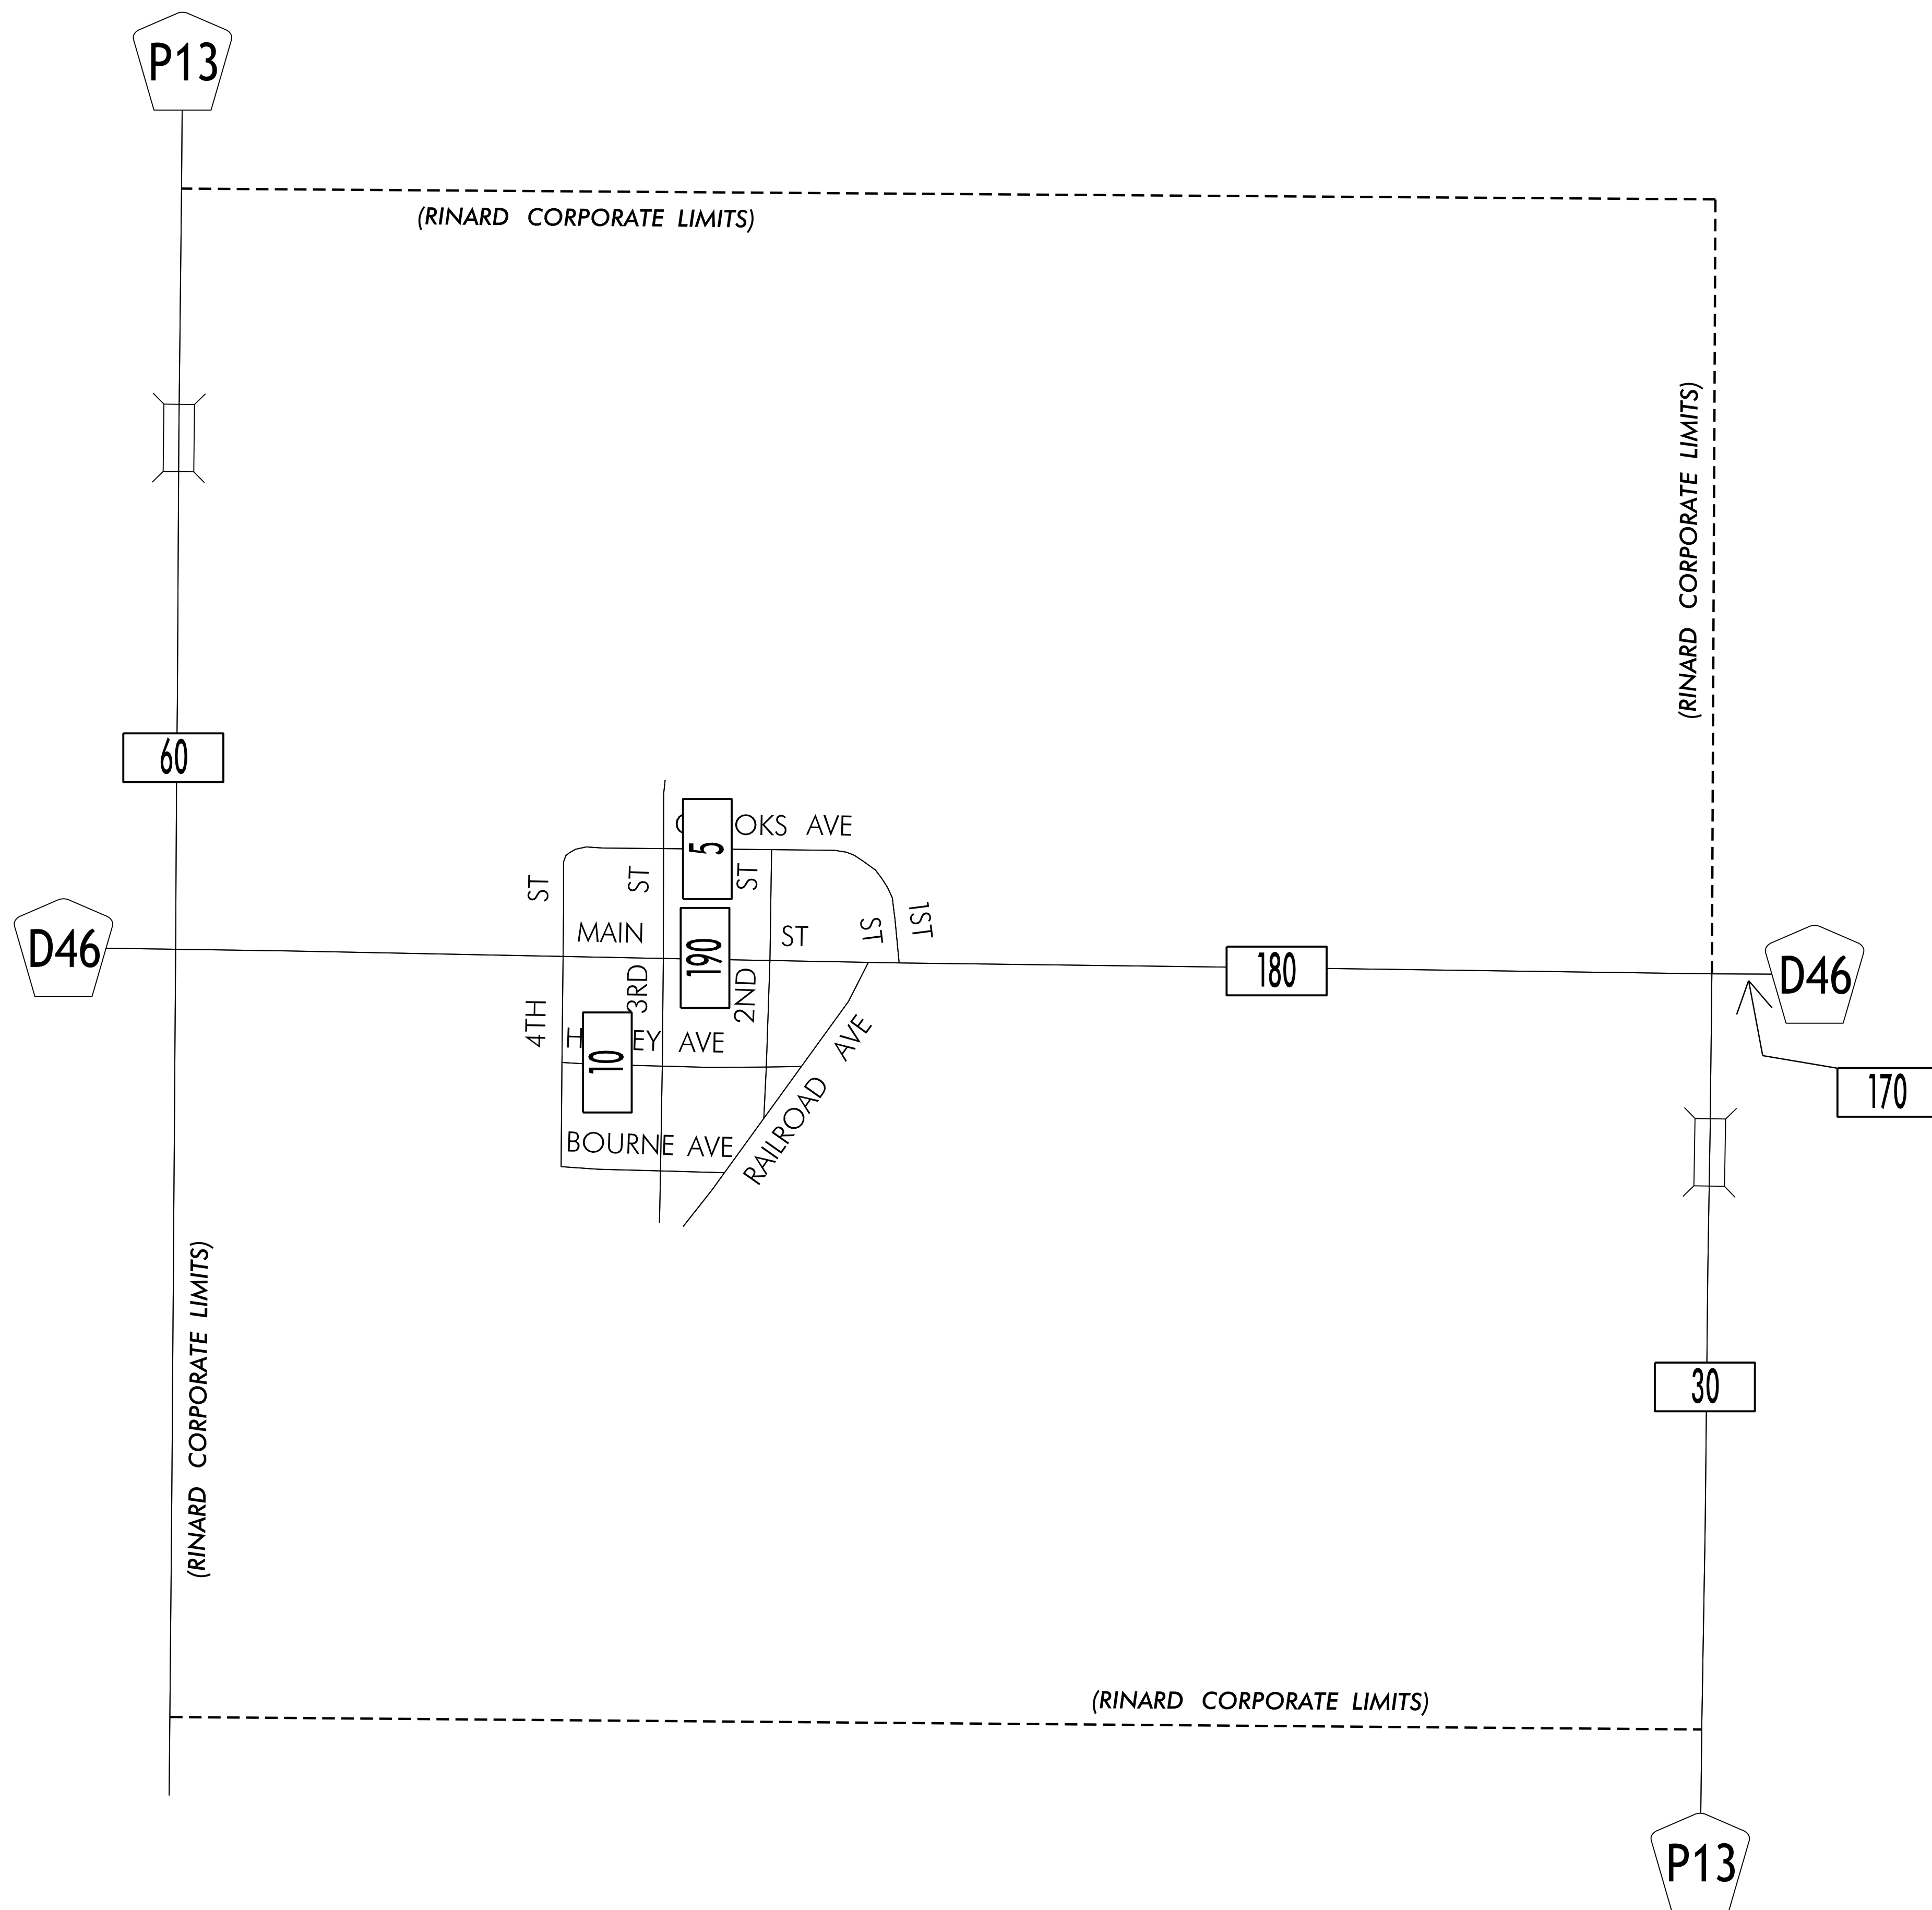 P13
(RINARD CORPORATE LIMITS)
(RINARD CORPORATE LIMITS)
60
5
OKS AVE
ST
ST
ST
D46
MAIN
190
ST
ST
1ST
180
D46
4TH
3RD
2ND
10
EY AVE
AVE
RAILROAD
170
BOURNE AVE
(RINARD CORPORATE LIMITS)
30
(RINARD CORPORATE LIMITS)
P13